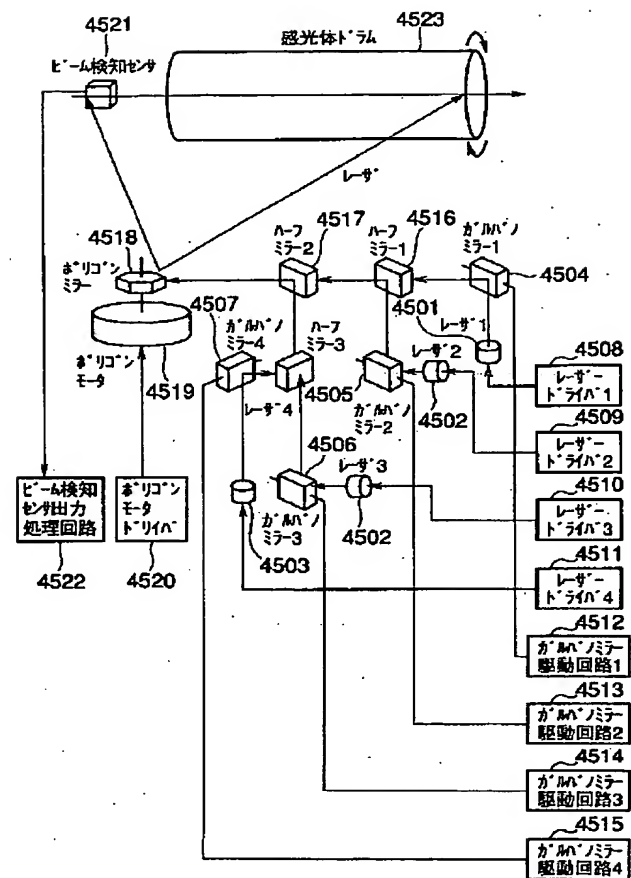 4521
ビーム検知センサ
感光体ドラム
4523
レーザ
4518
ポリゴン
ミラー
4517
ハーフ
ミラー2
4516
ハーフ
ミラー1
ガルバノ
ミラー1
4504
4507
ガルバノ
ミラー4
ハーフ
ミラー3
4501
レーザ1
4519
ポリゴン
モータ
レーザ4
4505
レーザ2
4502
ガルバノ
ミラー2
4506
レーザ3
4502
ガルバノ
ミラー3
4503
4508
レーザー
ドライバ1
4509
レーザー
ドライバ2
4510
レーザー
ドライバ3
4511
レーザー
ドライバ4
ビーム検知
センサ出力
処理回路
4522
ポリゴン
モータ
ドリイバ
4520
4512
ガルバノミラー
駆動回路1
4513
ガルバノミラー
駆動回路2
4514
ガルバノミラー
駆動回路3
4515
ガルバノミラー
駆動回路4